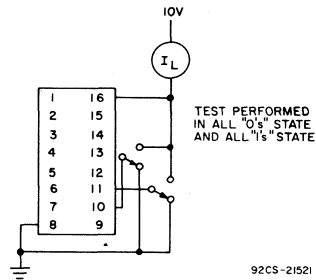 10V
IL
1 16
2 15
3 14
4 13
5 12
6 11
7 10
8 9
TEST PERFORMED
IN ALL "O's" STATE
AND ALL "I's" STATE
92CS-21521